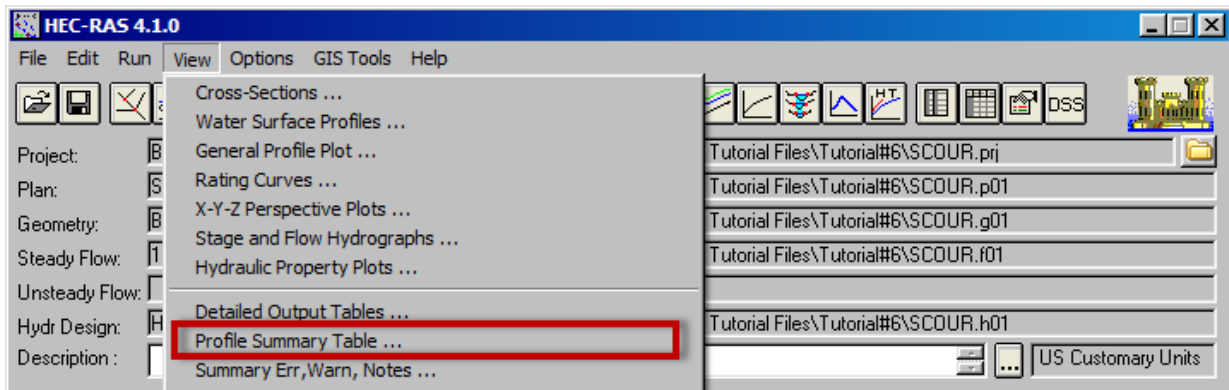 HEC-RAS 4.1.0
File Edit Run View Options GIS Tools Help
Cross-Sections ...
Water Surface Profiles ...
General Profile Plot ...
Rating Curves ...
X-Y-Z Perspective Plots ...
Stage and Flow Hydrographs ...
Hydraulic Property Plots ...
Detailed Output Tables ...
Profile Summary Table ...
Summary Err,Warn, Notes ...
HT
DSS
Project: B Tutorial Files\Tutorial#6\SCOUR.prj
Plan: S Tutorial Files\Tutorial#6\SCOUR.p01
Geometry: B Tutorial Files\Tutorial#6\SCOUR.g01
Steady Flow: 1 Tutorial Files\Tutorial#6\SCOUR.f01
Unsteady Flow:
Hydr Design: H Tutorial Files\Tutorial#6\SCOUR.h01
Description : ... US Customary Units